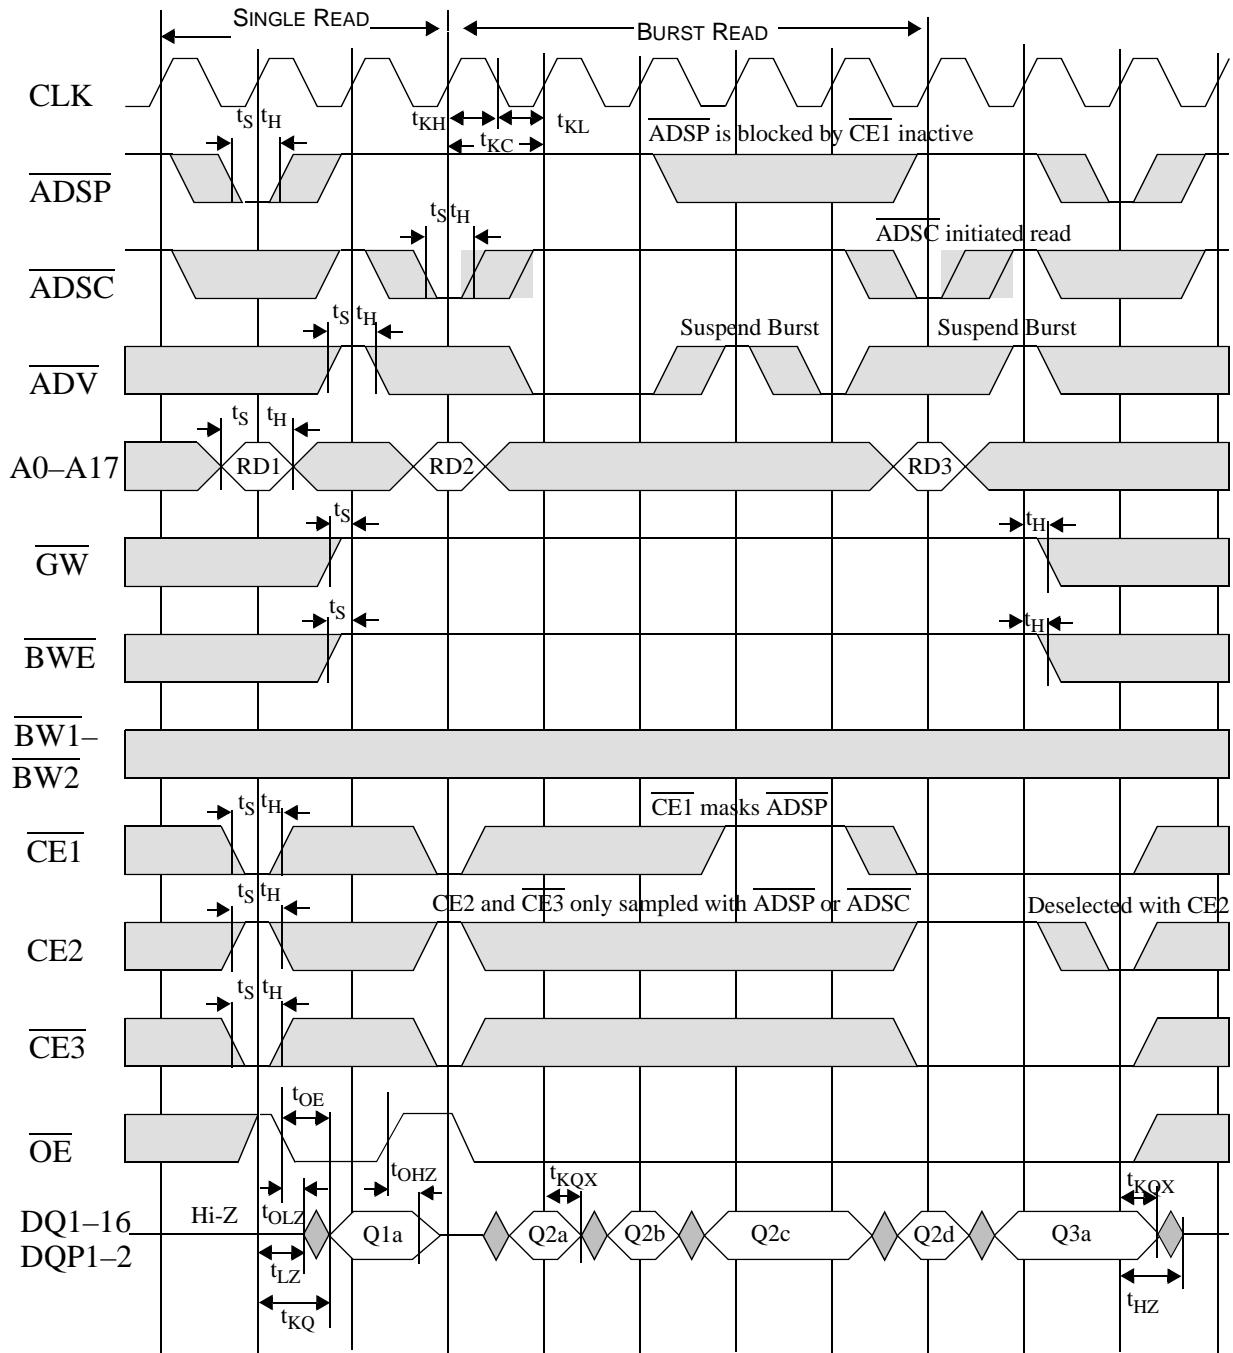 SINGLE READ
BURST READ
CLK
tS tH
tKH
tKL
tKC
ADSP is blocked by CE1 inactive
ADSP
tS tH
ADSC initiated read
ADSC
tS tH
Suspend Burst
Suspend Burst
ADV
tS tH
A0–A17
RD1
RD2
RD3
tS
tH
GW
tS
tH
BWE
BW1–
BW2
CE1 masks ADSP
tS tH
CE1
tS tH
CE2 and CE3 only sampled with ADSP or ADSC
Deselected with CE2
CE2
tS tH
CE3
tOE
OE
tOHZ
tKQX
tKQX
DQ1–16
DQP1–2
Hi-Z
tOLZ
Q1a
Q2a
Q2b
Q2c
Q2d
Q3a
tLZ
tHZ
tKQ